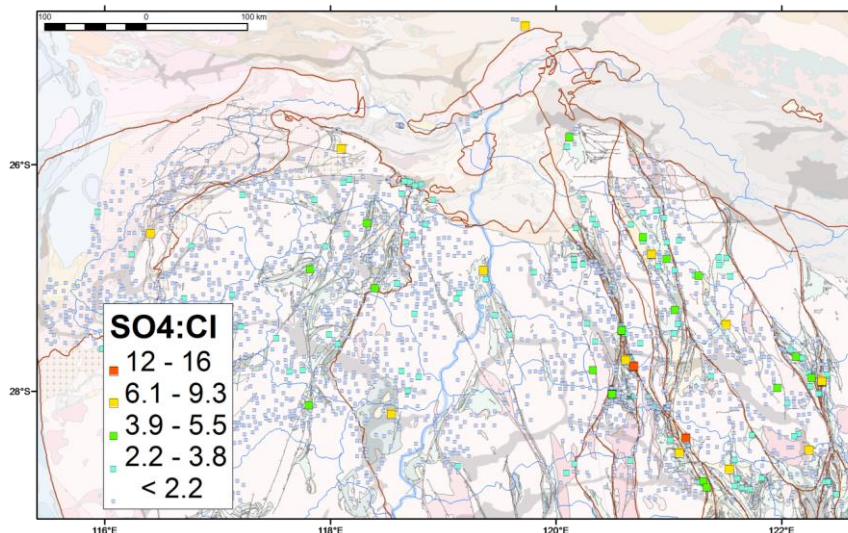 100 0 100 km
26°S
28°S
SO4:Cl
12 - 16
6.1 - 9.3
3.9 - 5.5
2.2 - 3.8
< 2.2
116°E 118°E 120°E 122°E